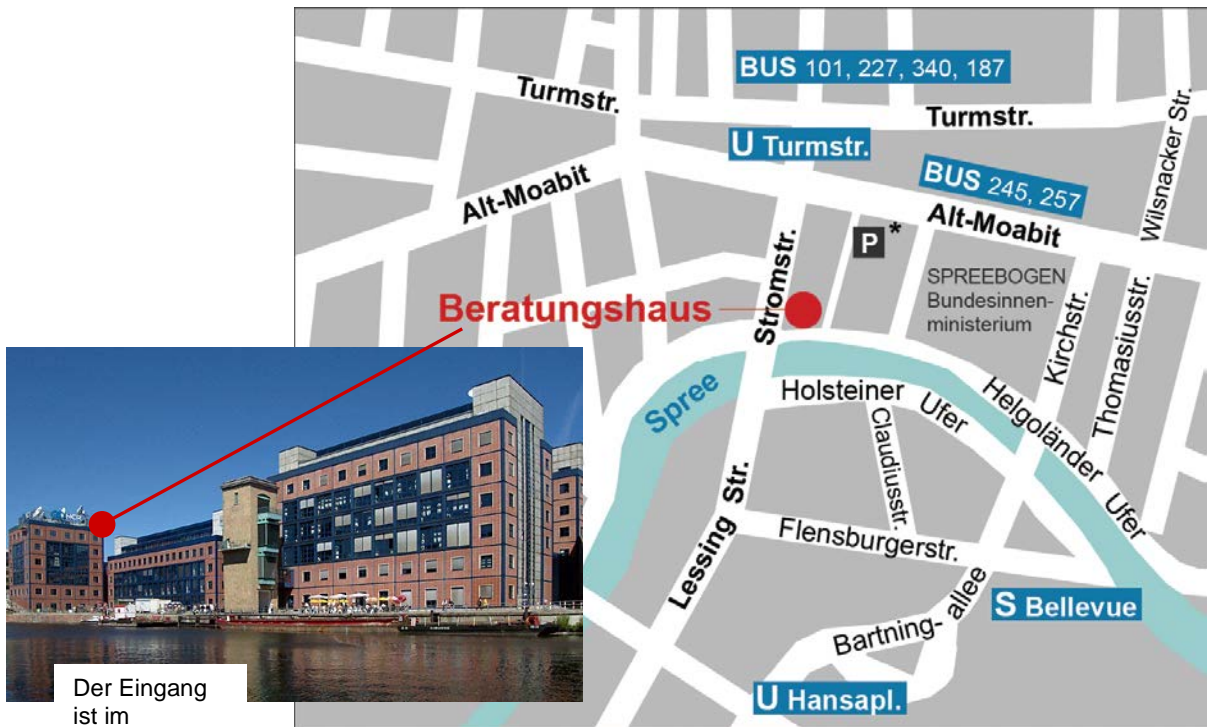 BUS 101, 227, 340, 187
Turmstr.
Turmstr.
U Turmstr.
Wilsnacker Str.
BUS 245, 257
Alt-Moabit
Alt-Moabit
P *
Stromstr.
SPREEBOGEN
Bundesinnen-
ministerium
Beratungshaus
Kirchstr.
Thomasiusstr.
Spree
Holsteiner
Ufer
Helgoländer
Ufer
Claudiusstr.
Lessing Str.
Flensburgerstr.
S Bellevue
Bartning-
allee
U Hansapl.
Der Eingang
ist im